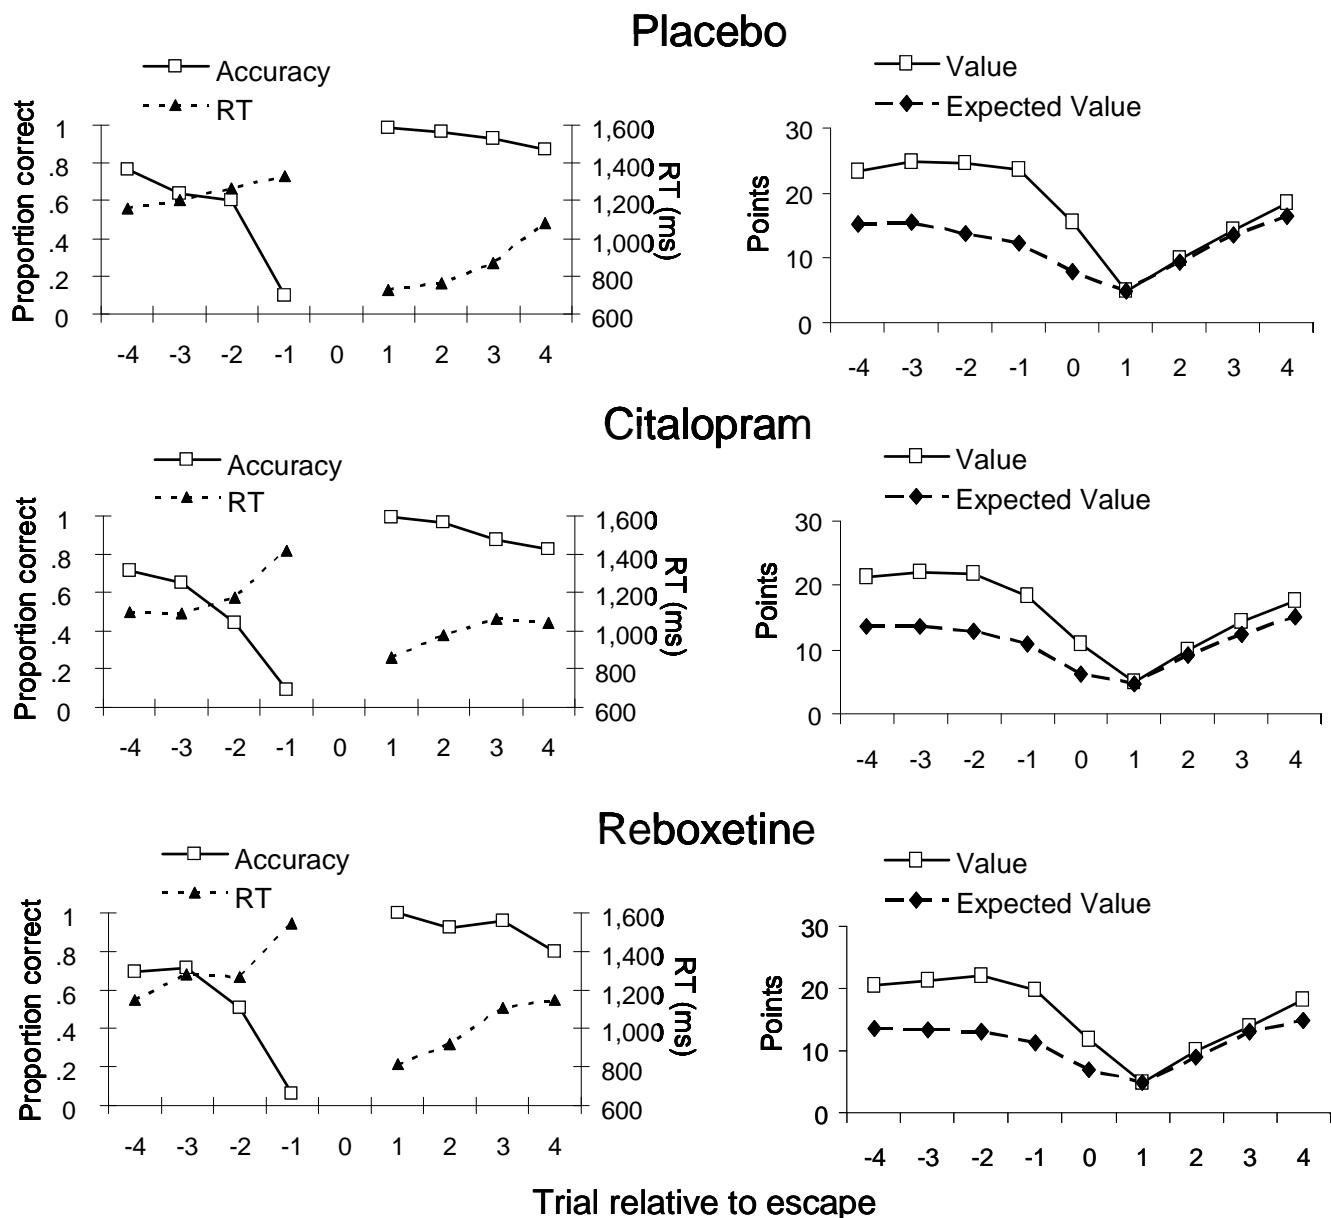 Placebo
Accuracy
RT
Proportion correct
1
.8
.6
.4
.2
0
1,600
1,400
1,200
1,000
800
600
RT (ms)
-4 -3 -2 -1 0 1 2 3 4
Value
Expected Value
Points
30
20
10
0
-4 -3 -2 -1 0 1 2 3 4
Citalopram
Accuracy
RT
Proportion correct
1
.8
.6
.4
.2
0
1,600
1,400
1,200
1,000
800
600
RT (ms)
-4 -3 -2 -1 0 1 2 3 4
Value
Expected Value
Points
30
20
10
0
-4 -3 -2 -1 0 1 2 3 4
Reboxetine
Accuracy
RT
Proportion correct
1
.8
.6
.4
.2
0
1,600
1,400
1,200
1,000
800
600
RT (ms)
-4 -3 -2 -1 0 1 2 3 4
Value
Expected Value
Points
30
20
10
0
-4 -3 -2 -1 0 1 2 3 4
Trial relative to escape